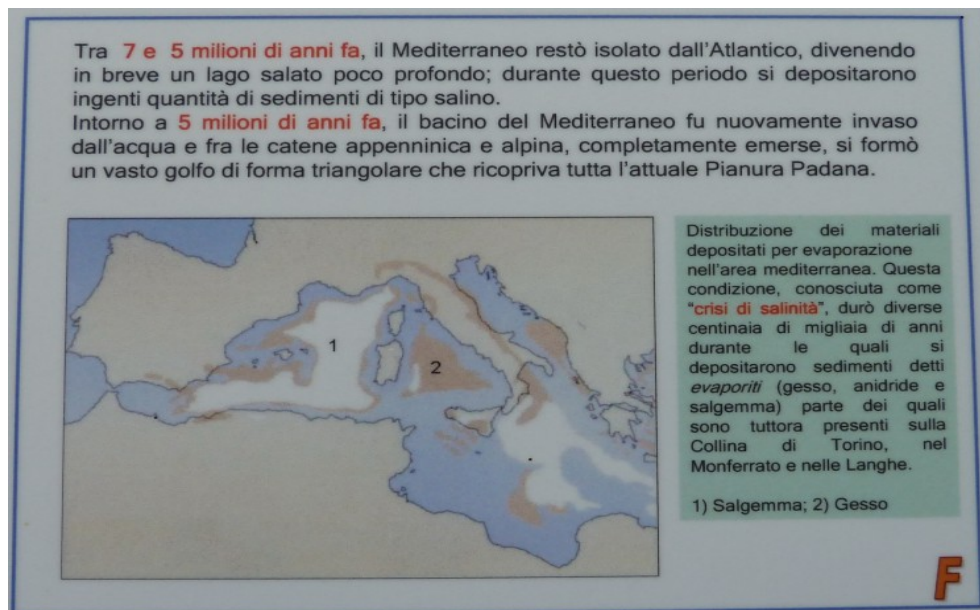 Tra 7 e 5 milioni di anni fa, il Mediterraneo restò isolato dall'Atlantico, divenendo
in breve un lago salato poco profondo; durante questo periodo si depositarono
ingenti quantità di sedimenti di tipo salino.
Intorno a 5 milioni di anni fa, il bacino del Mediterraneo fu nuovamente invaso
dall'acqua e fra le catene appenninica e alpina, completamente emerse, si formò
un vasto golfo di forma triangolare che ricopriva tutta l'attuale Pianura Padana.
1
2
Distribuzione dei materiali
depositati per evaporazione
nell'area mediterranea. Questa
condizione, conosciuta come
"crisi di salinità", durò diverse
centinaia di migliaia di anni
durante le quali si
depositarono sedimenti detti
evaporiti (gesso, anidride e
salgemma) parte dei quali
sono tuttora presenti sulla
Collina di Torino, nel
Monferrato e nelle Langhe.
1) Salgemma; 2) Gesso
F